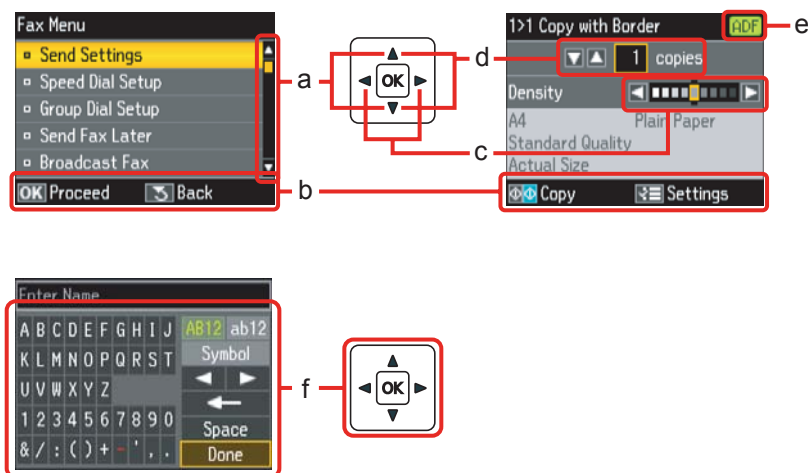 Fax Menu
Send Settings
Speed Dial Setup
Group Dial Setup
Send Fax Later
Broadcast Fax
OK Proceed Back
a
OK
b
c
d
1>1 Copy with Border ADF
1 copies
Density
A4 Plain Paper
Standard Quality
Actual Size
Copy Settings
e
Enter Name
A B C D E F G H I J AB12 ab12
K L M N O P Q R S T Symbol
U V W X Y Z
1 2 3 4 5 6 7 8 9 0 Space
& / : ( ) + - ' , . Done
f
OK